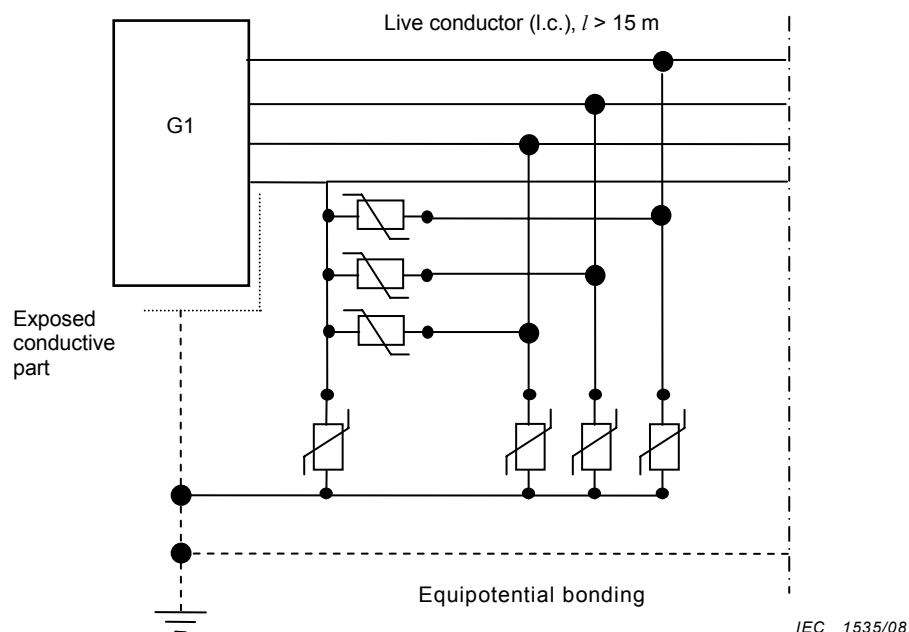 Live conductor (l.c.), l > 15 m
G1
Exposed
conductive
part
Equipotential bonding
IEC 1535/08